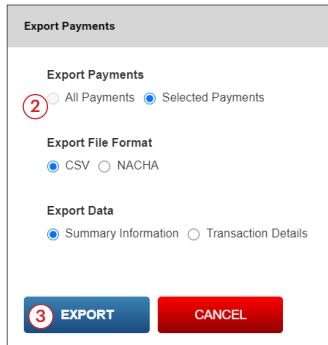 Export Payments
Export Payments
2 All Payments Selected Payments
Export File Format
CSV NACHA
Export Data
Summary Information Transaction Details
3 EXPORT CANCEL